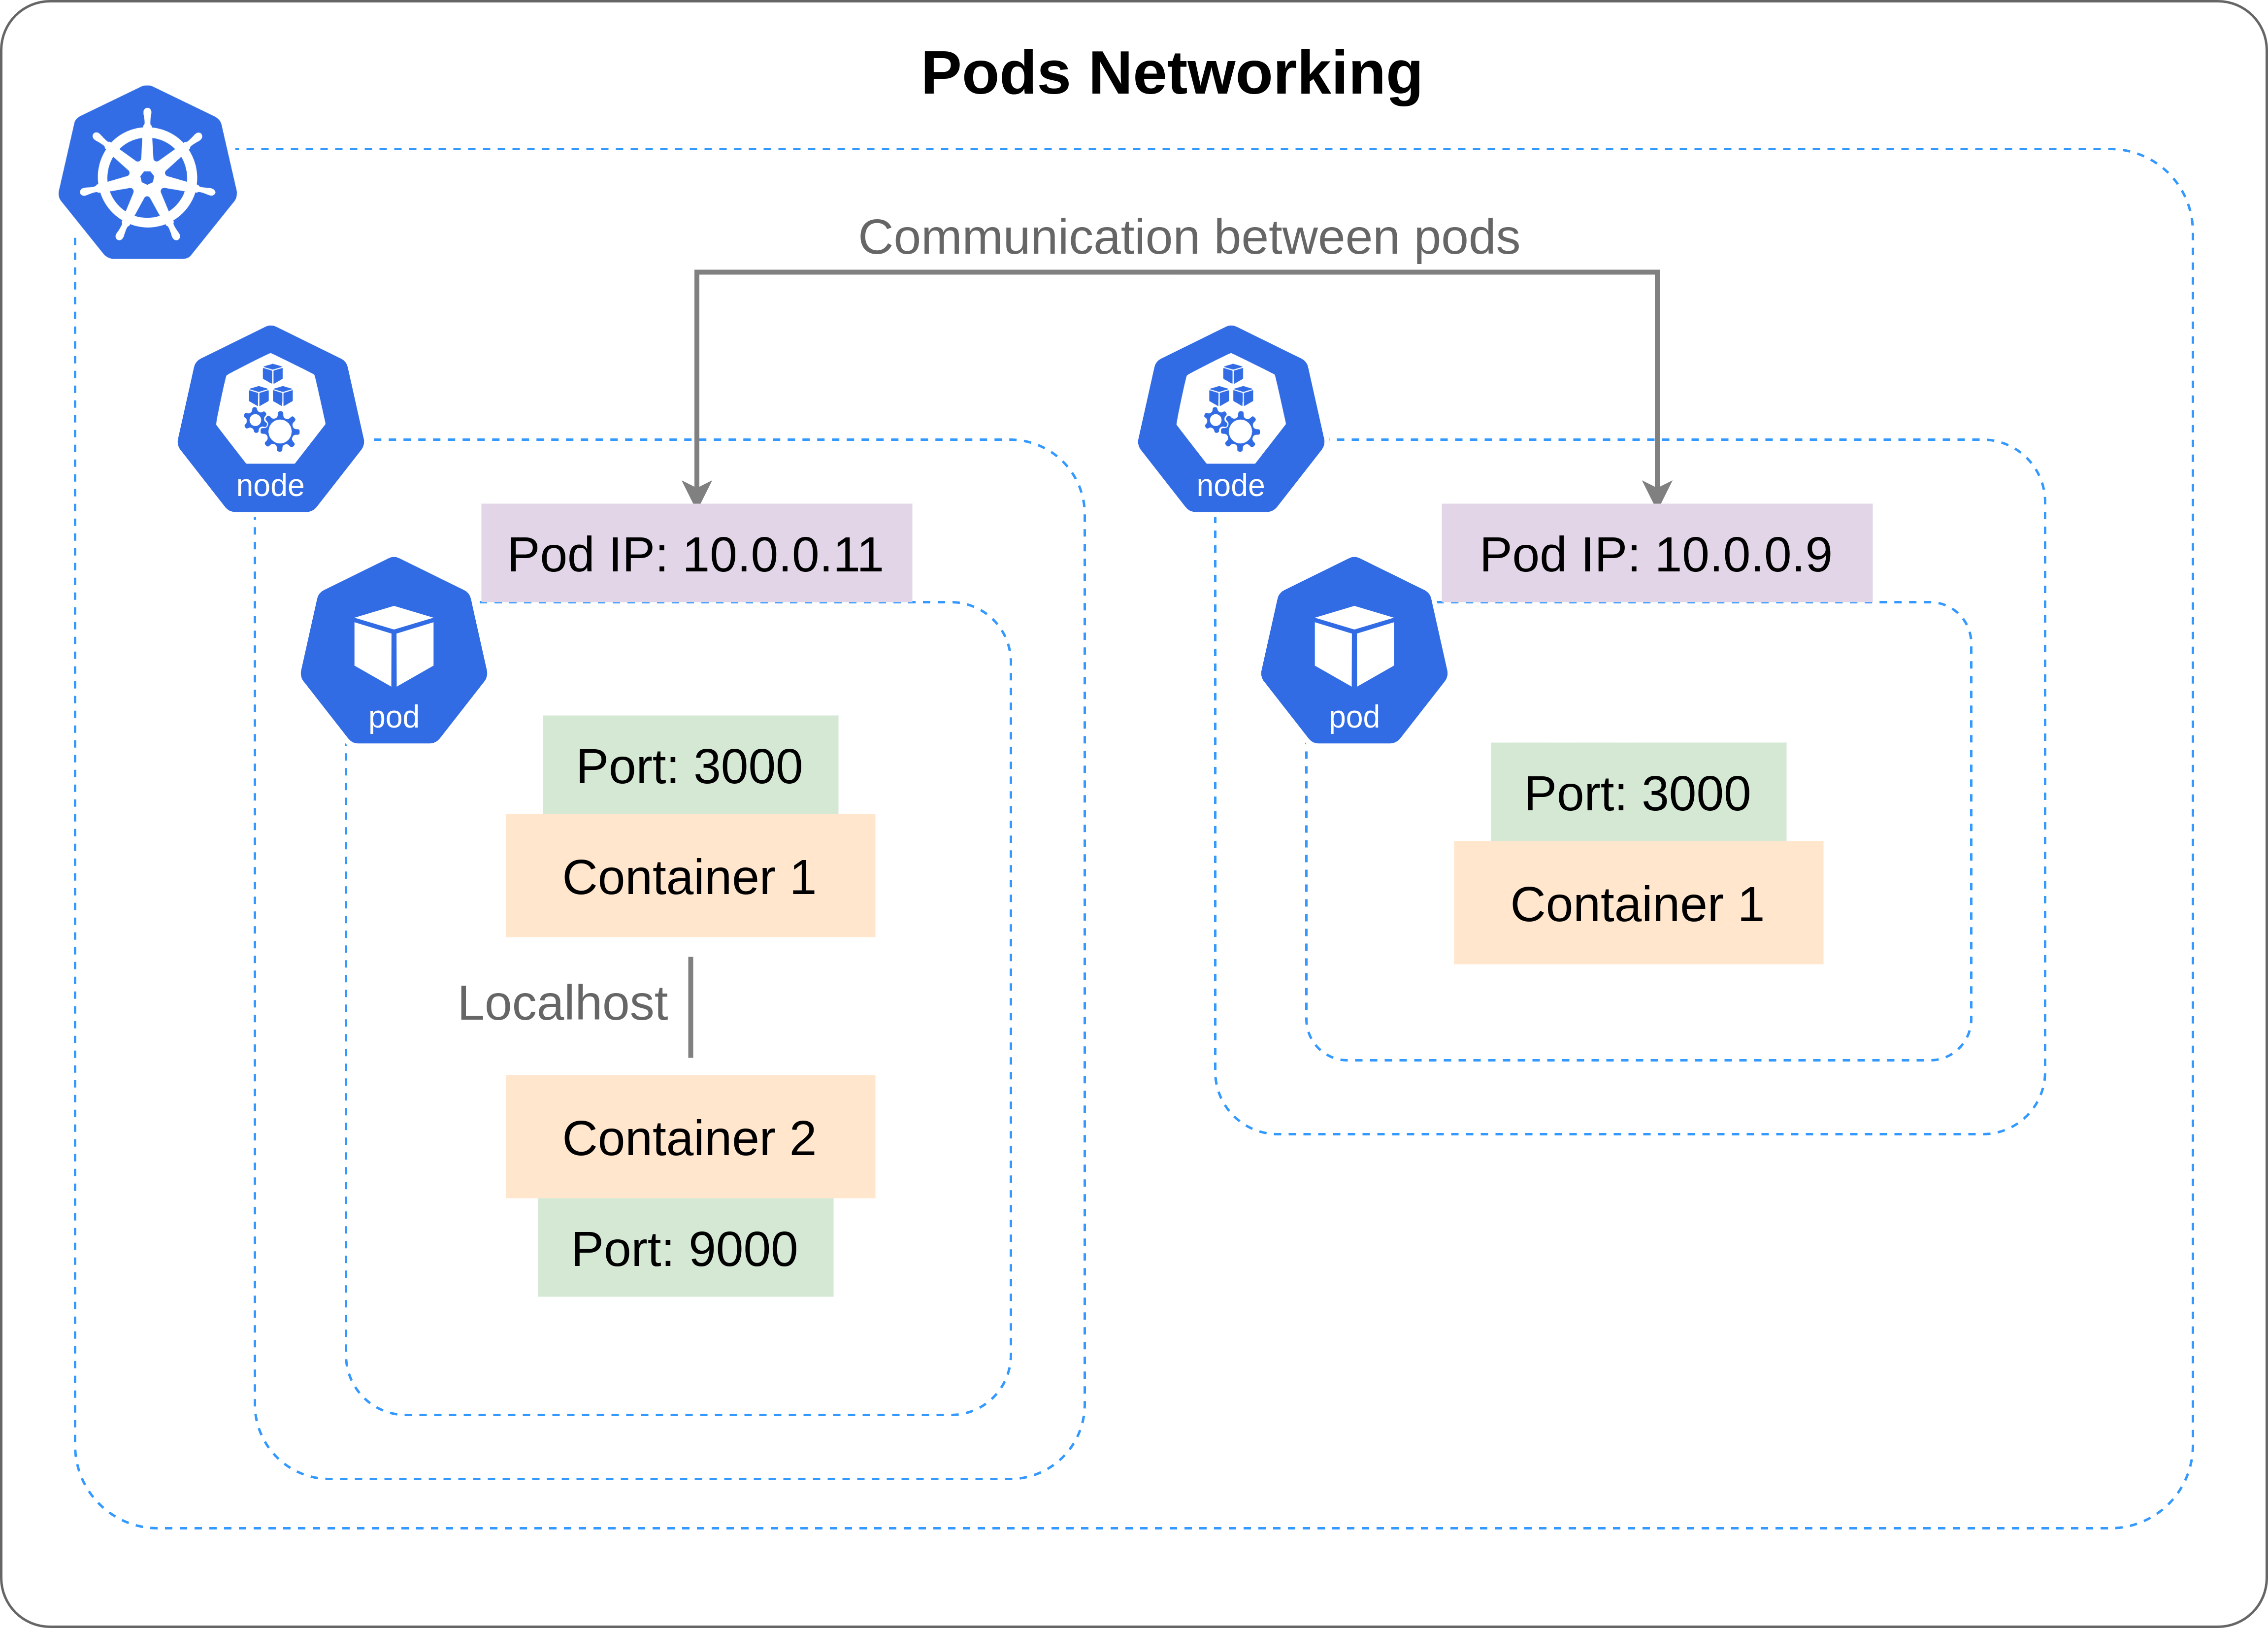 Pods Networking
Communication between pods
node
node
Pod IP: 10.0.0.11
Pod IP: 10.0.0.9
pod
pod
Port: 3000
Container 1
Localhost
Container 2
Port: 9000
Port: 3000
Container 1